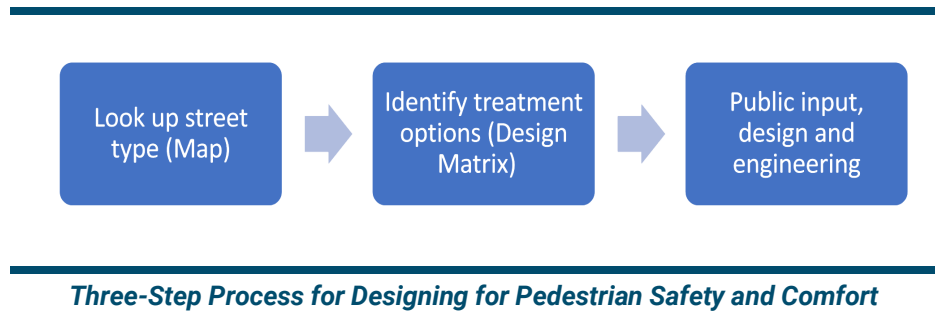 Look up street
type (Map)
Identify treatment
options (Design
Matrix)
Public input,
design and
engineering
Three-Step Process for Designing for Pedestrian Safety and Comfort